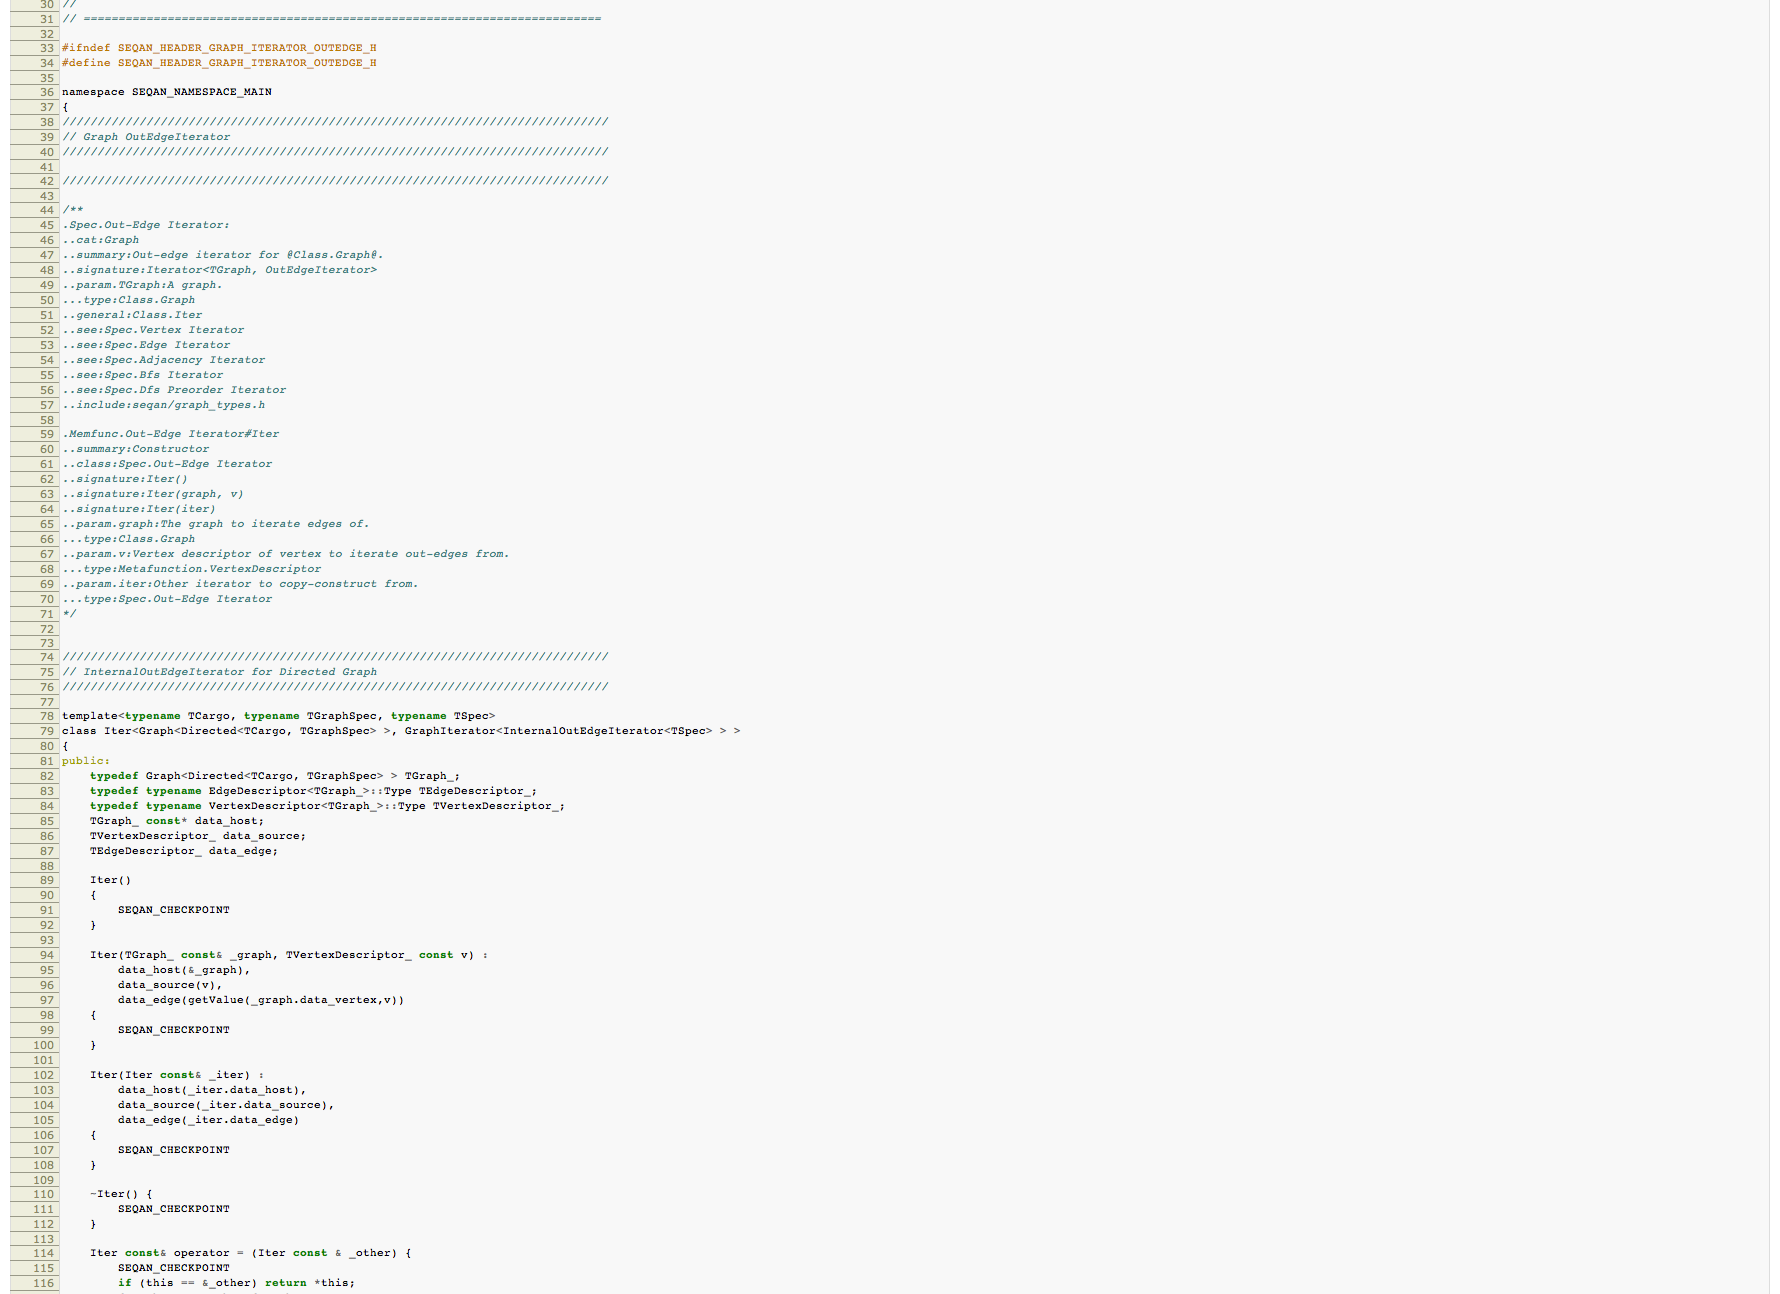 30 //
31 // ==========================================================================
32
33 #ifndef SEQAN_HEADER_GRAPH_ITERATOR_OUTEDGE_H
34 #define SEQAN_HEADER_GRAPH_ITERATOR_OUTEDGE_H
35
36 namespace SEQAN_NAMESPACE_MAIN
37 {
38 //////////////////////////////////////////////////////////////////////////////
39 // Graph OutEdgeIterator
40 //////////////////////////////////////////////////////////////////////////////
41
42 //////////////////////////////////////////////////////////////////////////////
43
44 /**
45 .Spec.Out-Edge Iterator:
46 ..cat:Graph
47 ..summary:Out-edge iterator for @Class.Graph@.
48 ..signature:Iterator<TGraph, OutEdgeIterator>
49 ..param.TGraph:A graph.
50 ...type:Class.Graph
51 ..general:Class.Iter
52 ..see:Spec.Vertex Iterator
53 ..see:Spec.Edge Iterator
54 ..see:Spec.Adjacency Iterator
55 ..see:Spec.Bfs Iterator
56 ..see:Spec.Dfs Preorder Iterator
57 ..include:seqan/graph_types.h
58
59 .Memfunc.Out-Edge Iterator#Iter
60 ..summary:Constructor
61 ..class:Spec.Out-Edge Iterator
62 ..signature:Iter()
63 ..signature:Iter(graph, v)
64 ..signature:Iter(iter)
65 ..param.graph:The graph to iterate edges of.
66 ...type:Class.Graph
67 ..param.v:Vertex descriptor of vertex to iterate out-edges from.
68 ...type:Metafunction.VertexDescriptor
69 ..param.iter:Other iterator to copy-construct from.
70 ...type:Spec.Out-Edge Iterator
71 */
72
73
74 //////////////////////////////////////////////////////////////////////////////
75 // InternalOutEdgeIterator for Directed Graph
76 //////////////////////////////////////////////////////////////////////////////
77
78 template<typename TCargo, typename TGraphSpec, typename TSpec>
79 class Iter<Graph<Directed<TCargo, TGraphSpec> >, GraphIterator<InternalOutEdgeIterator<TSpec> > >
80 {
81 public:
82     typedef Graph<Directed<TCargo, TGraphSpec> > TGraph_;
83     typedef typename EdgeDescriptor<TGraph_>::Type TEdgeDescriptor_;
84     typedef typename VertexDescriptor<TGraph_>::Type TVertexDescriptor_;
85     TGraph_ const* data_host;
86     TVertexDescriptor_ data_source;
87     TEdgeDescriptor_ data_edge;
88
89     Iter()
90     {
91         SEQAN_CHECKPOINT
92     }
93
94     Iter(TGraph_ const& _graph, TVertexDescriptor_ const v) :
95         data_host(&_graph),
96         data_source(v),
97         data_edge(getValue(_graph.data_vertex,v))
98     {
99         SEQAN_CHECKPOINT
100     }
101
102     Iter(Iter const& _iter) :
103         data_host(_iter.data_host),
104         data_source(_iter.data_source),
105         data_edge(_iter.data_edge)
106     {
107         SEQAN_CHECKPOINT
108     }
109
110     ~Iter() {
111         SEQAN_CHECKPOINT
112     }
113
114     Iter const& operator = (Iter const & _other) {
115         SEQAN_CHECKPOINT
116         if (this == &_other) return *this;